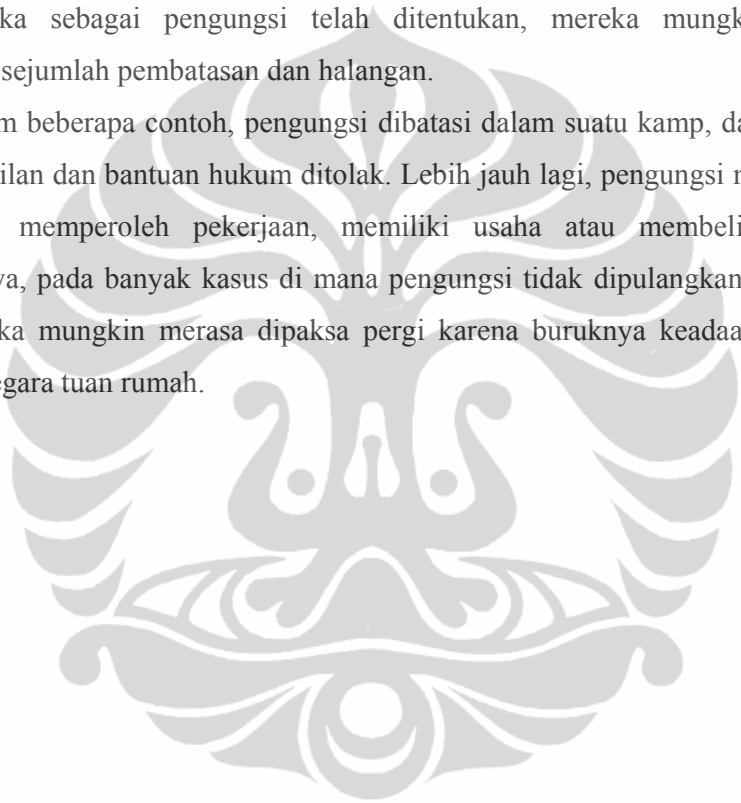 ka sebagai pengungsi telah ditentukan, mereka mungk
sejumlah pembatasan dan halangan.
m beberapa contoh, pengungsi dibatasi dalam suatu kamp, da
ilan dan bantuan hukum ditolak. Lebih jauh lagi, pengungsi
memperoleh pekerjaan, memiliki usaha atau membeli
ya, pada banyak kasus di mana pengungsi tidak dipulangkan
ka mungkin merasa dipaksa pergi karena buruknya keadaa
egara tuan rumah.